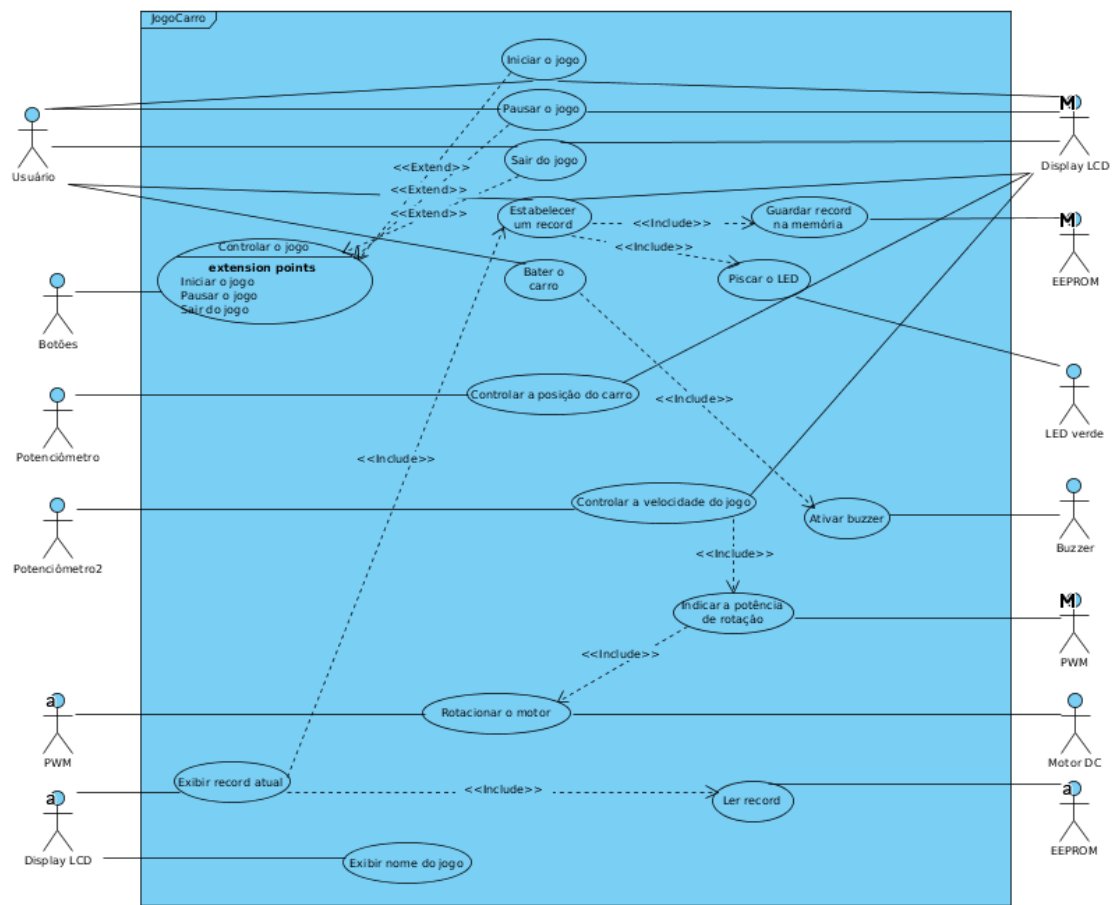 JogoCarro
Iniciar o jogo
Pausar o jogo
M
Display LCD
Usuário
Sair do jogo
<<Extend>>
<<Extend>>
<<Extend>>
Estabelecer
um record
<<Include>>
Guardar record
na memória
M
EEPROM
<<Include>>
Controlar o jogo
extension points
Iniciar o jogo
Pausar o jogo
Sair do jogo
Bater o
carro
Piscar o LED
Botões
Controlar a posição do carro
<<Include>>
Potenciômetro
LED verde
<<Include>>
Controlar a velocidade do jogo
Ativar buzzer
Buzzer
Potenciômetro2
<<Include>>
Indicar a potência
de rotação
M
PWM
<<Include>>
a
PWM
Rotacionar o motor
Motor DC
Exibir record atual
<<Include>>
Ler record
a
EEPROM
a
Display LCD
Exibir nome do jogo